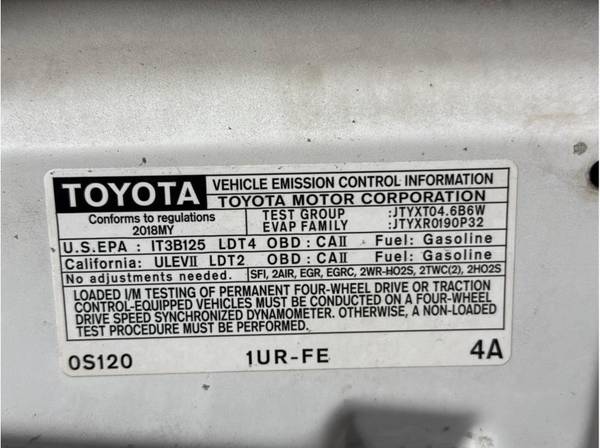 TOYOTA
VEHICLE EMISSION CONTROL INFORMATION
TOYOTA MOTOR CORPORATION
Conforms to regulations
2018MY
TEST GROUP :JTYXT04.6B6W
EVAP FAMILY :JTYXR0190P32
U.S.EPA : IT3B125 LDT4 OBD : CAII Fuel: Gasoline
California: ULEVII LDT2 OBD : CAII Fuel: Gasoline
No adjustments needed. SFI, 2AIR, EGR, EGRC, 2WR-HO2S, 2TWC(2), 2HO2S
LOADED I/M TESTING OF PERMANENT FOUR-WHEEL DRIVE OR TRACTION
CONTROL-EQUIPPED VEHICLES MUST BE CONDUCTED ON A FOUR-WHEEL
DRIVE SPEED SYNCHRONIZED DYNAMOMETER. OTHERWISE, A NON-LOADED
TEST PROCEDURE MUST BE PERFORMED.
0S120 1UR-FE 4A